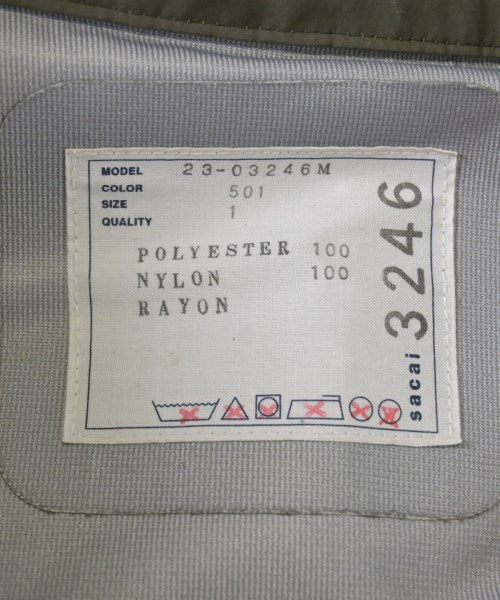 MODEL 23-03246M
COLOR 501
SIZE 1
QUALITY
POLYESTER 100
NYLON 100
RAYON
sacai 3246